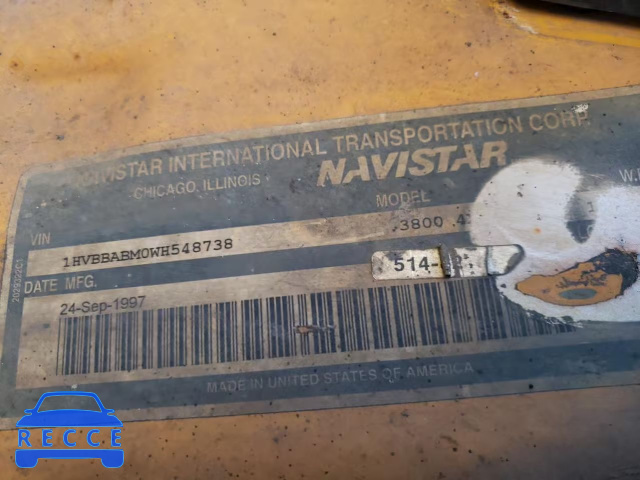 NAVISTAR INTERNATIONAL TRANSPORTATION CORP.
CHICAGO, ILLINOIS
NAVISTAR
VIN
MODEL
1HVBBABM0WH548738
3800 4
514
DATE MFG.
24-Sep-1997
MADE IN UNITED STATES OF AMERICA
RECCE